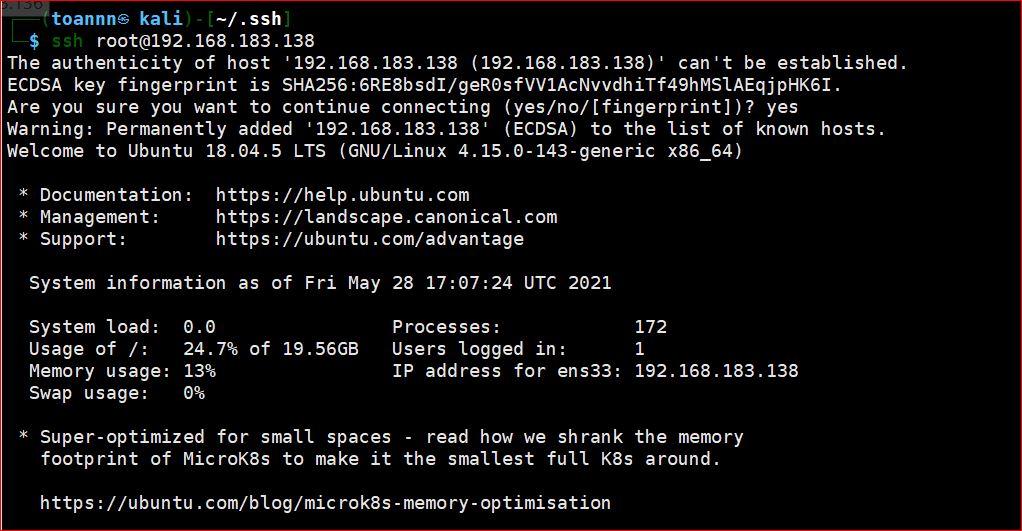 3.136
┌──(toannn㉿ kali)-[~/.ssh]
└─$ ssh root@192.168.183.138
The authenticity of host '192.168.183.138 (192.168.183.138)' can't be established.
ECDSA key fingerprint is SHA256:6RE8bsdI/geR0sfVV1AcNvvdhiTf49hMSlAEqjpHK6I.
Are you sure you want to continue connecting (yes/no/[fingerprint])? yes
Warning: Permanently added '192.168.183.138' (ECDSA) to the list of known hosts.
Welcome to Ubuntu 18.04.5 LTS (GNU/Linux 4.15.0-143-generic x86_64)
* Documentation:  https://help.ubuntu.com
* Management:     https://landscape.canonical.com
* Support:        https://ubuntu.com/advantage
System information as of Fri May 28 17:07:24 UTC 2021
System load:  0.0                Processes:            172
Usage of /:   24.7% of 19.56GB   Users logged in:      1
Memory usage: 13%                IP address for ens33: 192.168.183.138
Swap usage:   0%
* Super-optimized for small spaces - read how we shrank the memory
footprint of MicroK8s to make it the smallest full K8s around.
https://ubuntu.com/blog/microk8s-memory-optimisation